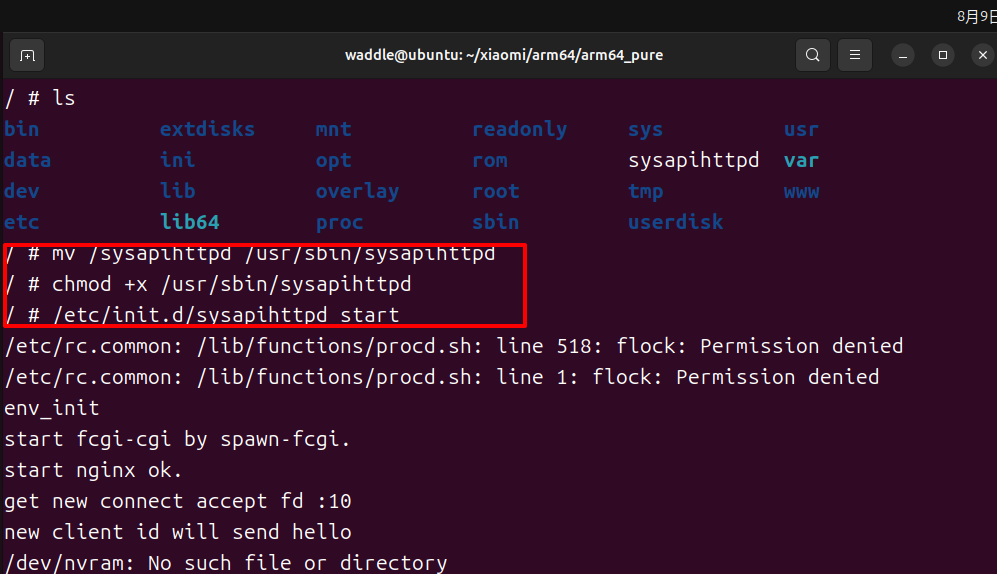 8月9日
waddle@ubuntu: ~/xiaomi/arm64/arm64_pure
/ # ls
bin extdisks mnt readonly sys usr
data ini opt rom sysapihttpd var
dev lib overlay root tmp www
etc lib64 proc sbin userdisk
/ # mv /sysapihttpd /usr/sbin/sysapihttpd
/ # chmod +x /usr/sbin/sysapihttpd
/ # /etc/init.d/sysapihttpd start
/etc/rc.common: /lib/functions/procd.sh: line 518: flock: Permission denied
/etc/rc.common: /lib/functions/procd.sh: line 1: flock: Permission denied
env_init
start fcgi-cgi by spawn-fcgi.
start nginx ok.
get new connect accept fd :10
new client id will send hello
/dev/nvram: No such file or directory